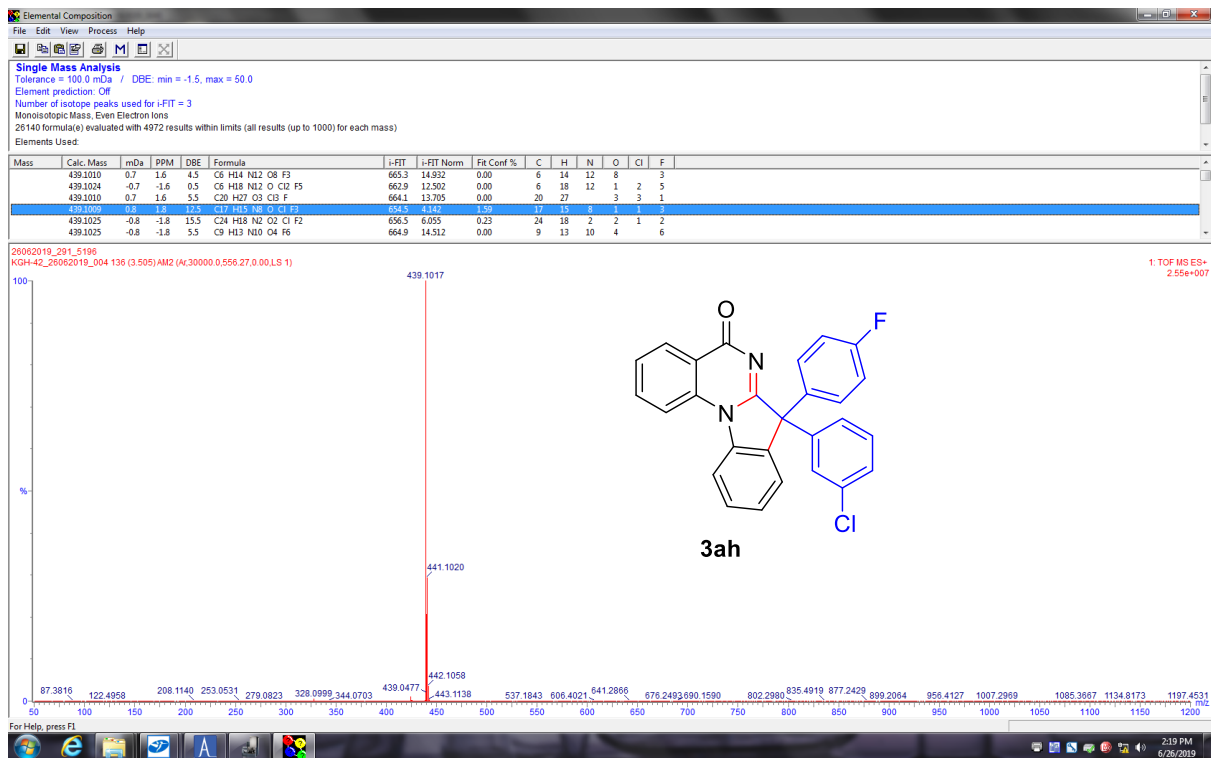 Elemental Composition
File Edit View Process Help
M
Single Mass Analysis
Tolerance = 100.0 mDa / DBE: min = -1.5, max = 50.0
Element prediction: Off
Number of isotope peaks used for i-FIT = 3
Monoisotopic Mass, Even Electron Ions
26140 formula(e) evaluated with 4972 results within limits (all results (up to 1000) for each mass)
Elements Used:
Mass Calc. Mass mDa PPM DBE Formula i-FIT i-FIT Norm Fit Conf % C H N O Cl F
439.1010 0.7 1.6 4.5 C6 H14 N12 O8 F3 665.3 14.932 0.00 6 14 12 8 3
439.1024 -0.7 -1.6 0.5 C6 H18 N12 O Cl2 F5 662.9 12.502 0.00 6 18 12 1 2 5
439.1010 0.7 1.6 5.5 C20 H27 O3 Cl3 F 664.1 13.705 0.00 20 27 3 3 1
439.1009 0.8 1.8 12.5 C17 H15 N8 O Cl F3 654.5 4.142 1.59 17 15 8 1 1 3
439.1025 -0.8 -1.8 15.5 C24 H18 N2 O2 Cl F2 656.5 6.055 0.23 24 18 2 2 1 2
439.1025 -0.8 -1.8 5.5 C9 H13 N10 O4 F6 664.9 14.512 0.00 9 13 10 4 6
26062019_291_5196
KGH-42_26062019_004 136 (3.505) AM2 (Ar,30000.0,556.27,0.00,LS 1)
1: TOF MS ES+
2.55e+007
100
439.1017
O
F
N
N
Cl
3ah
%
441.1020
442.1058
439.0477
443.1138
87.3816 122.4958 208.1140 253.0531 279.0823 328.0999 344.0703 537.1843 606.4021 641.2866 676.2493 690.1590 802.2980 835.4919 877.2429 899.2064 956.4127 1007.2969 1085.3667 1134.8173 1197.4531
0
m/z
50 100 150 200 250 300 350 400 450 500 550 600 650 700 750 800 850 900 950 1000 1050 1100 1150 1200
For Help, press F1
2:19 PM
6/26/2019